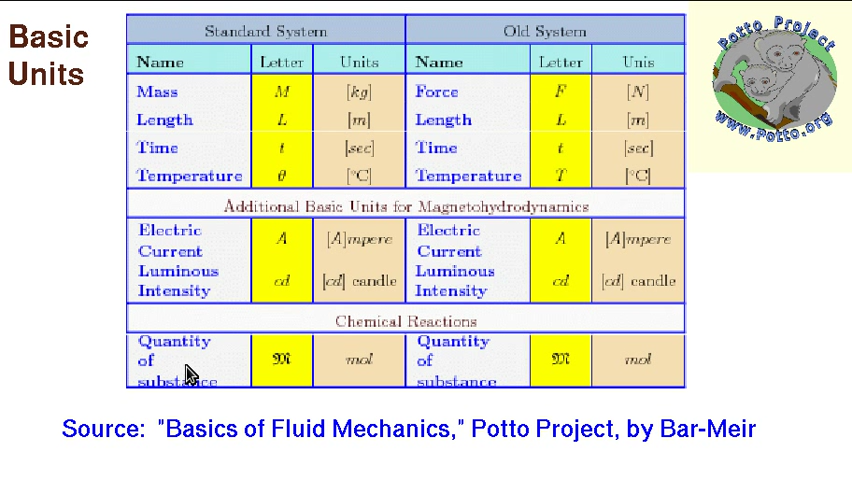 Basic
Units
Standard System Old System
Name Letter Units Name Letter Unis
Mass M [kg] Force F [N]
Length L [m] Length L [m]
Time t [sec] Time t [sec]
Temperature θ [°C] Temperature T [°C]
Additional Basic Units for Magnetohydrodynamics
Electric
Current A [A]mpere Electric
Current A [A]mpere
Luminous
Intensity cd [cd] candle Luminous
Intensity cd [cd] candle
Chemical Reactions
Quantity
of
substance 𝔐 mol Quantity
of
substance 𝔐 mol
Potto Project
www.Potto.org
Source: "Basics of Fluid Mechanics," Potto Project, by Bar-Meir